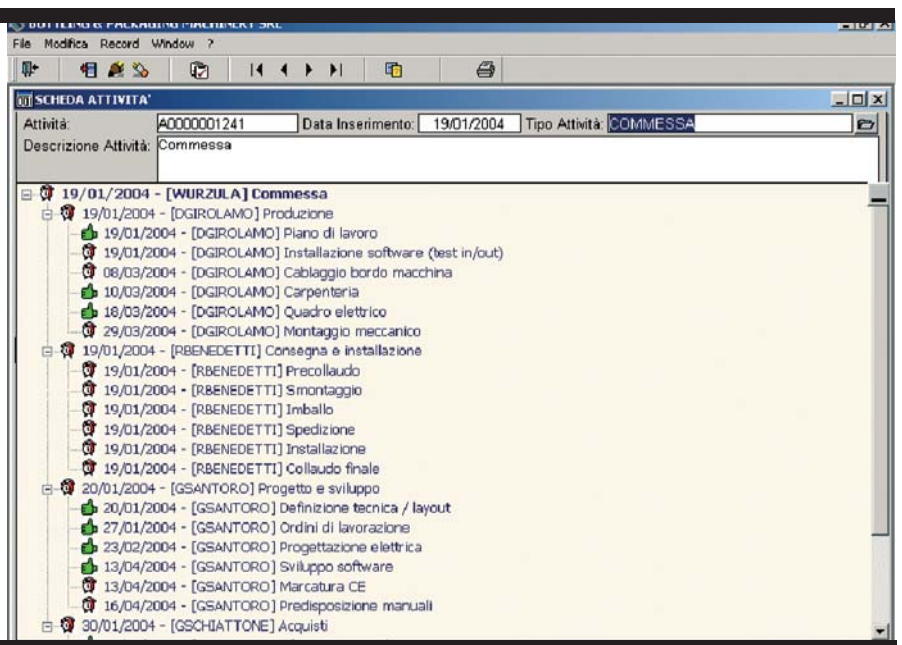 BOTTLING & PACKAGING MACHINERY SRL
File Modifica Record Window ?
SCHEDA ATTIVITA'
Attività: A0000001241 Data Inserimento: 19/01/2004 Tipo Attività: COMMESSA
Descrizione Attività: Commessa
19/01/2004 - [WURZULA] Commessa
19/01/2004 - [DGIROLAMO] Produzione
19/01/2004 - [DGIROLAMO] Piano di lavoro
19/01/2004 - [DGIROLAMO] Installazione software (test in/out)
08/03/2004 - [DGIROLAMO] Cablaggio bordo macchina
10/03/2004 - [DGIROLAMO] Carpenteria
18/03/2004 - [DGIROLAMO] Quadro elettrico
29/03/2004 - [DGIROLAMO] Montaggio meccanico
19/01/2004 - [RBENEDETTI] Consegna e installazione
19/01/2004 - [RBENEDETTI] Precollaudo
19/01/2004 - [RBENEDETTI] Smontaggio
19/01/2004 - [RBENEDETTI] Imballo
19/01/2004 - [RBENEDETTI] Spedizione
19/01/2004 - [RBENEDETTI] Installazione
19/01/2004 - [RBENEDETTI] Collaudo finale
20/01/2004 - [GSANTORO] Progetto e sviluppo
20/01/2004 - [GSANTORO] Definizione tecnica / layout
27/01/2004 - [GSANTORO] Ordini di lavorazione
23/02/2004 - [GSANTORO] Progettazione elettrica
13/04/2004 - [GSANTORO] Sviluppo software
13/04/2004 - [GSANTORO] Marcatura CE
16/04/2004 - [GSANTORO] Predisposizione manuali
30/01/2004 - [GSCHIATTONE] Acquisti